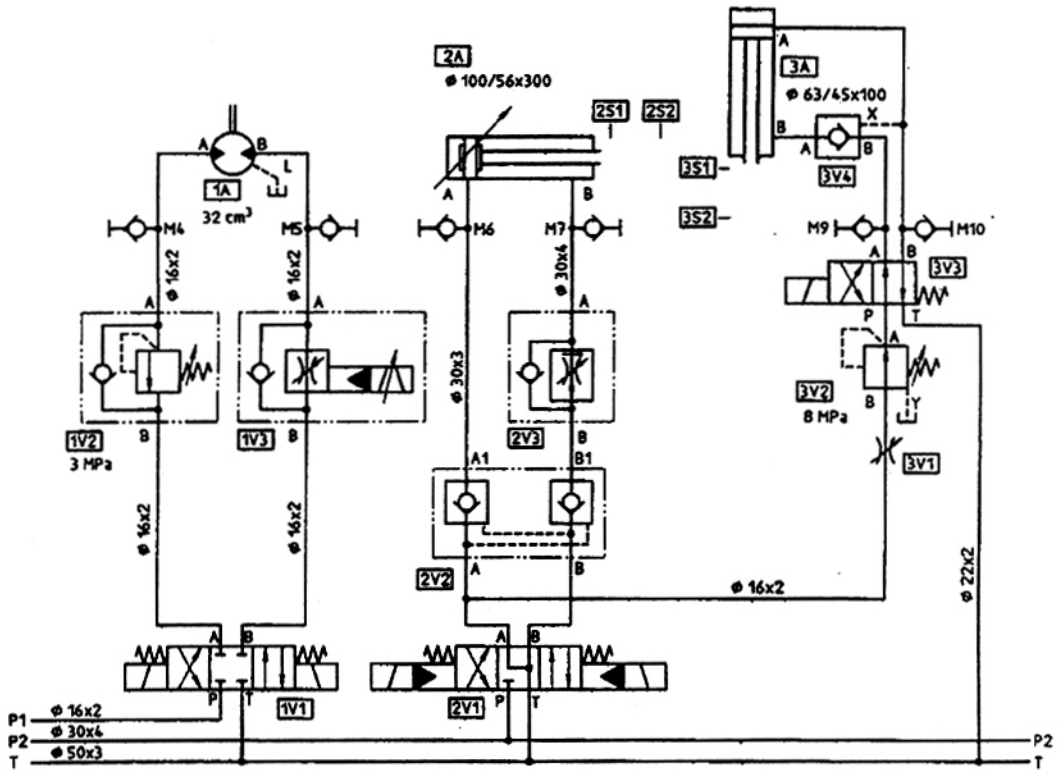 2A
ϕ 100/56x300
2S1 2S2
A
3A
ϕ 63/45x100
X
B
A B
3V4
3S1
3S2
A B
L
1A
32 cm³
A B
M4 M5 M6 M7 M9 M10
ϕ 16x2
ϕ 16x2
ϕ 30x4
A B
3V3
P T
A A A
ϕ 30x3
A
3V2
8 MPa
B Y
1V2
3 MPa
B
1V3
B
2V3
B
3V1
A1 B1
ϕ 16x2
ϕ 16x2
2V2
A B
ϕ 16x2
ϕ 22x2
A B
A B
P T
1V1
2V1
P T
P1 ϕ 16x2
P2 ϕ 30x4 P2
T ϕ 50x3 T